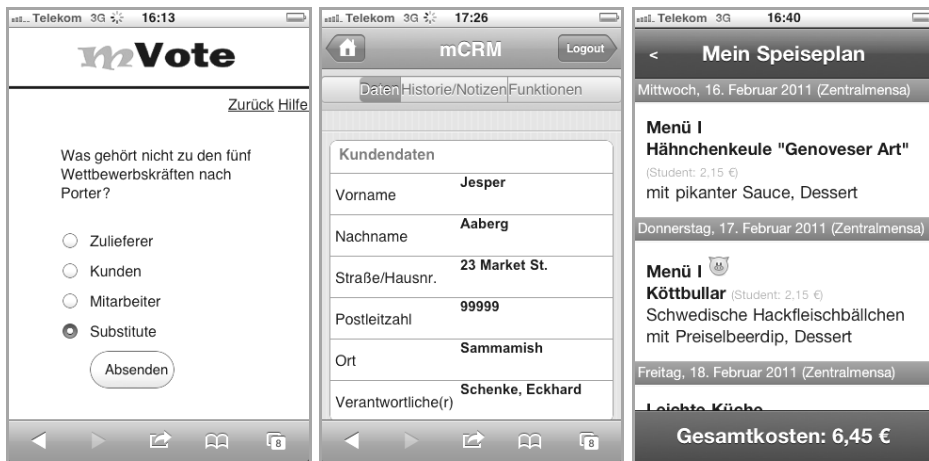 Telekom 3G 16:13
mVote
Zurück Hilfe
Was gehört nicht zu den fünf
Wettbewerbskräften nach
Porter?
Zulieferer
Kunden
Mitarbeiter
Substitute
Absenden
8
Telekom 3G 17:26
mCRM
Logout
Daten Historie/Notizen Funktionen
Kundendaten
Vorname Jesper
Nachname Aaberg
Straße/Hausnr. 23 Market St.
Postleitzahl 99999
Ort Sammamish
Verantwortliche(r) Schenke, Eckhard
8
Telekom 3G 16:40
< Mein Speiseplan
Mittwoch, 16. Februar 2011 (Zentralmensa)
Menü I
Hähnchenkeule "Genoveser Art"
(Student: 2,15 €)
mit pikanter Sauce, Dessert
Donnerstag, 17. Februar 2011 (Zentralmensa)
Menü I
Köttbullar (Student: 2,15 €)
Schwedische Hackfleischbällchen
mit Preiselbeerdip, Dessert
Freitag, 18. Februar 2011 (Zentralmensa)
Leichte Küche
Gesamtkosten: 6,45 €